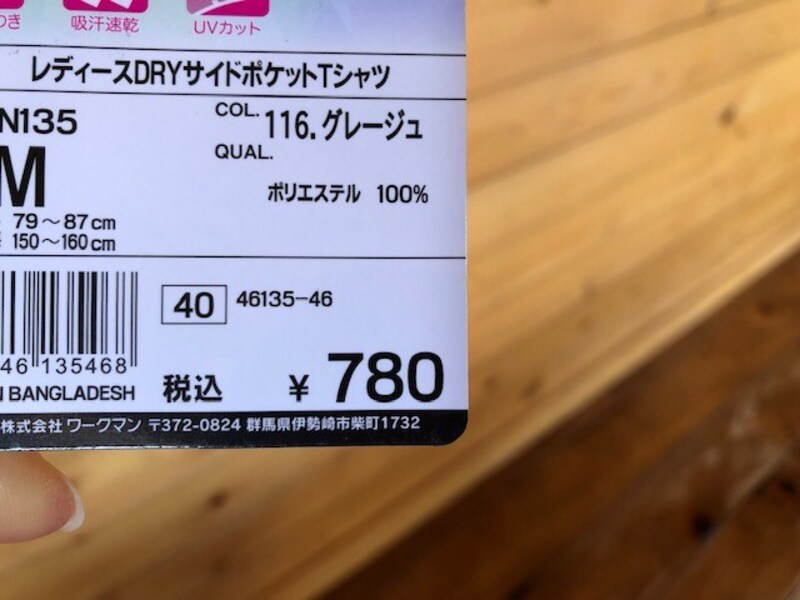 つき 吸汗速乾 UVカット
レディースDRYサイドポケットTシャツ
N135 COL. 116.グレージュ
M QUAL.
ポリエステル 100%
79～87cm
150～160cm
40 46135-46
46 135468
N BANGLADESH 税込 ¥ 780
株式会社 ワークマン 〒372-0824 群馬県伊勢崎市柴町1732